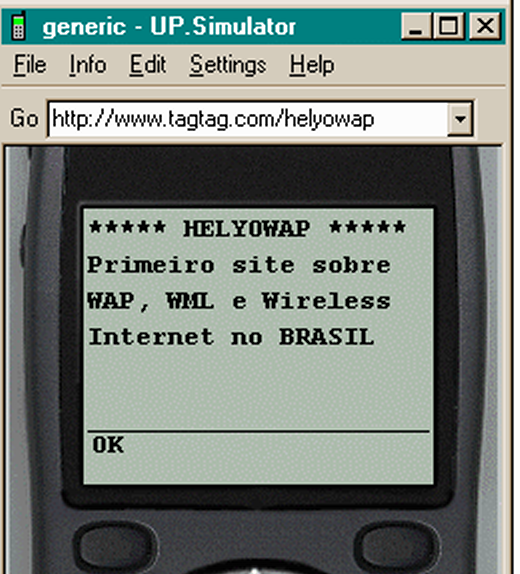 generic - UP.Simulator
File Info Edit Settings Help
Go http://www.tagtag.com/helyowap
***** HELYOWAP *****
Primeiro site sobre
WAP, WML e Wireless
Internet no BRASIL
OK